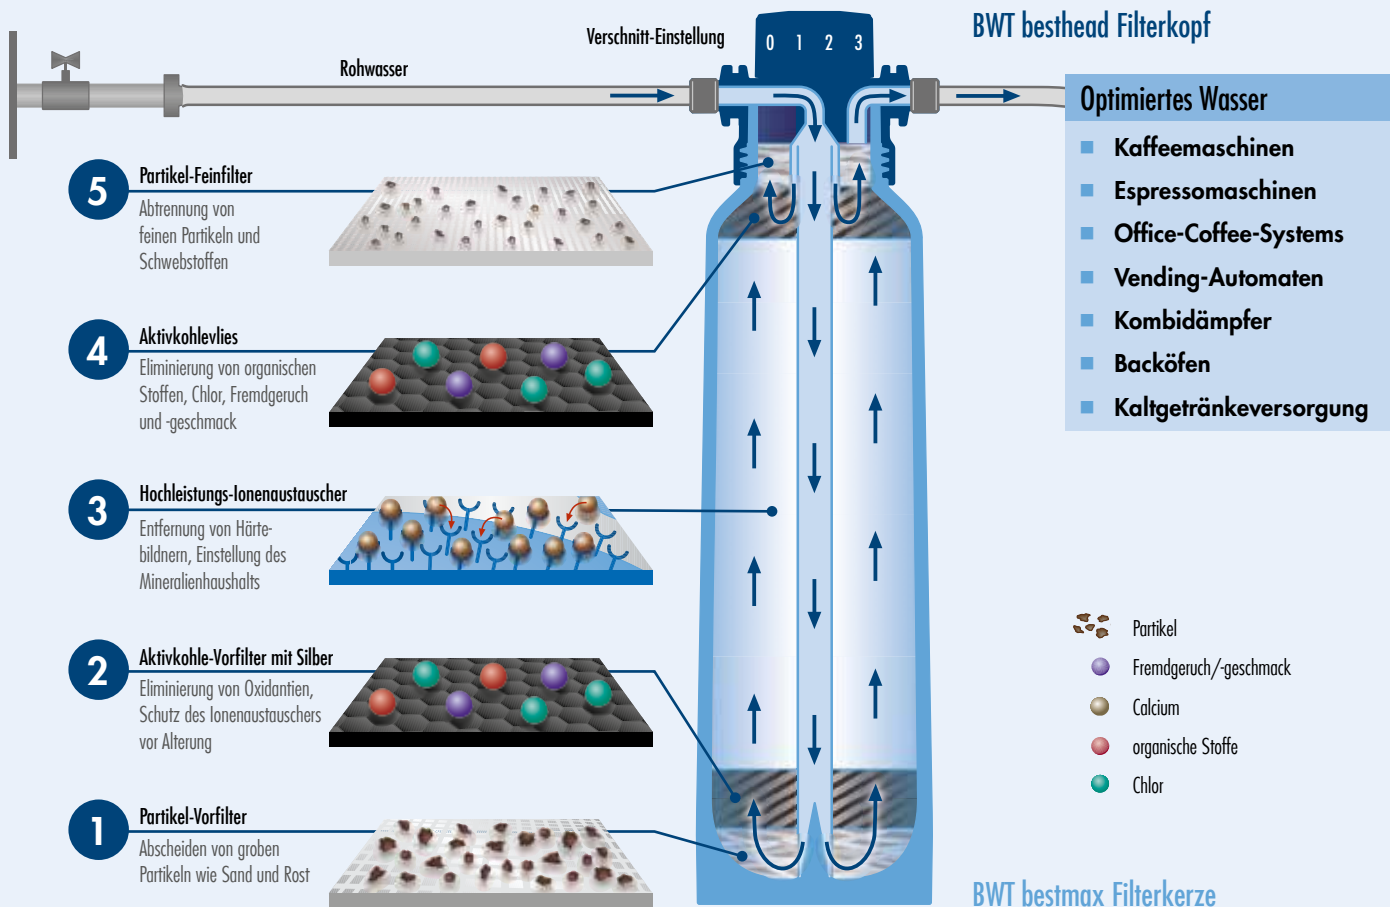 BWT besthead Filterkopf
Verschnitt-Einstellung
0 1 2 3
Rohwasser
Optimiertes Wasser
Kaffeemaschinen
Espressomaschinen
Office-Coffee-Systems
Vending-Automaten
Kombidämpfer
Backöfen
Kaltgetränkeversorgung
5
Partikel-Feinfilter
Abtrennung von
feinen Partikeln und
Schwebstoffen
4
Aktivkohlevlies
Eliminierung von organischen
Stoffen, Chlor, Fremdgeruch
und -geschmack
3
Hochleistungs-Ionenaustauscher
Entfernung von Härte-
bildnern, Einstellung des
Mineralienhaushalts
2
Aktivkohle-Vorfilter mit Silber
Eliminierung von Oxidantien,
Schutz des Ionenaustauschers
vor Alterung
1
Partikel-Vorfilter
Abscheiden von groben
Partikeln wie Sand und Rost
Partikel
Fremdgeruch/-geschmack
Calcium
organische Stoffe
Chlor
BWT bestmax Filterkerze